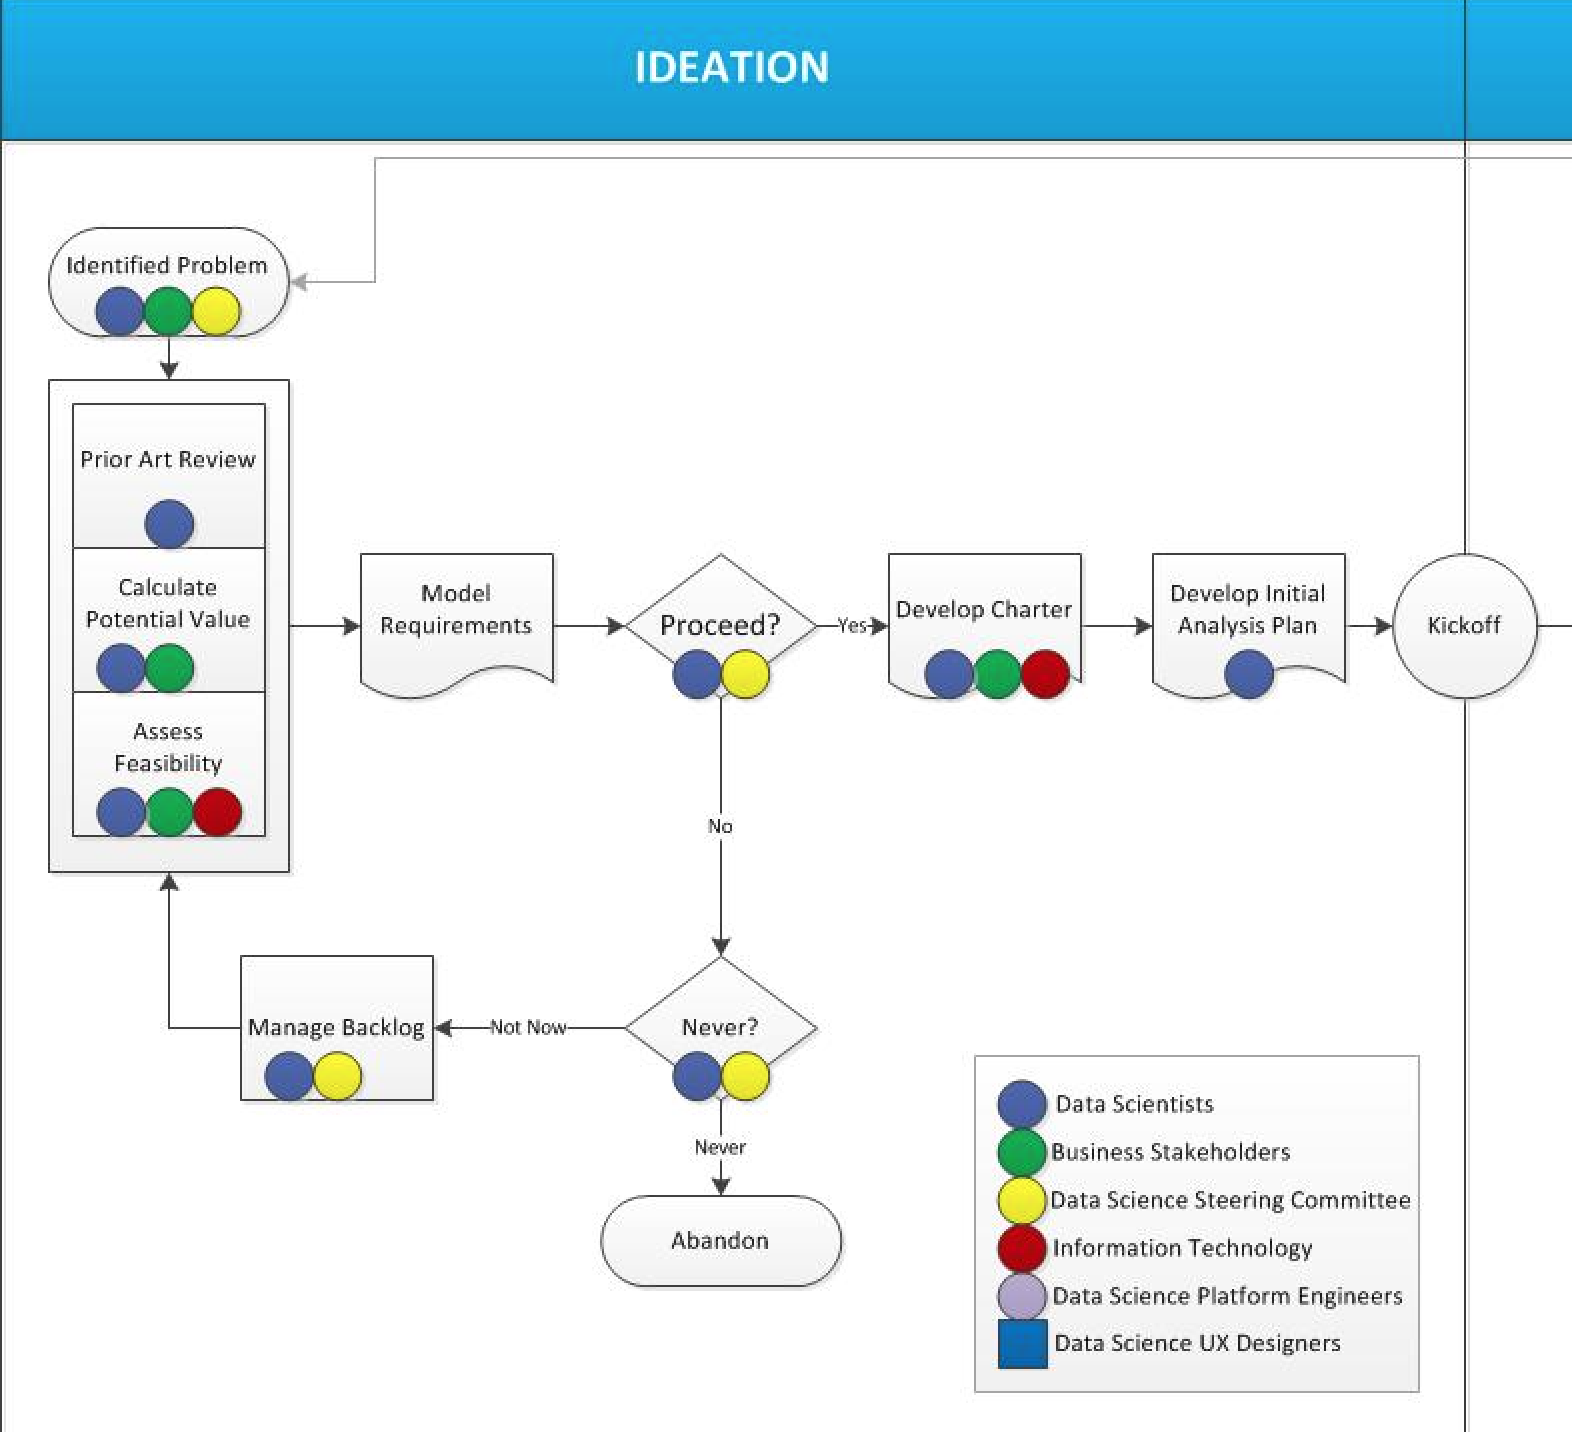 IDEATION
Identified Problem
Prior Art Review
Calculate
Potential Value
Assess
Feasibility
Model
Requirements
Proceed?
Yes
Develop Charter
Develop Initial
Analysis Plan
Kickoff
No
Manage Backlog
Not Now
Never?
Never
Abandon
Data Scientists
Business Stakeholders
Data Science Steering Committee
Information Technology
Data Science Platform Engineers
Data Science UX Designers